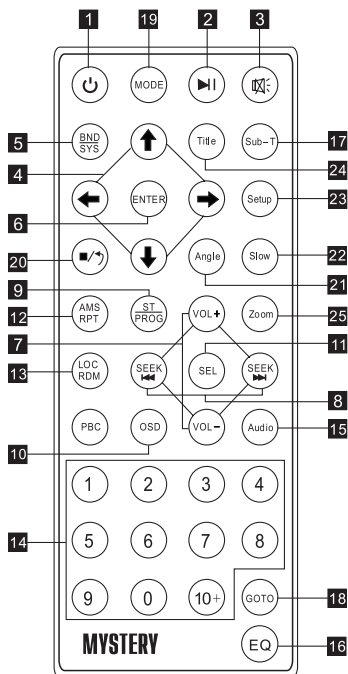 1 19 2 3
MODE
5 BND SYS Title Sub-T 17
24
4
6 ENTER Setup 23
20 Angle Slow 22
9 21
12 AMS RPT ST PROG VOL+ Zoom 25
7 11
13 LOC RDM SEEK SEL SEEK
8
PBC OSD VOL- Audio 15
10
1 2 3 4
14 5 6 7 8
9 0 10+ GOTO 18
MYSTERY EQ 16